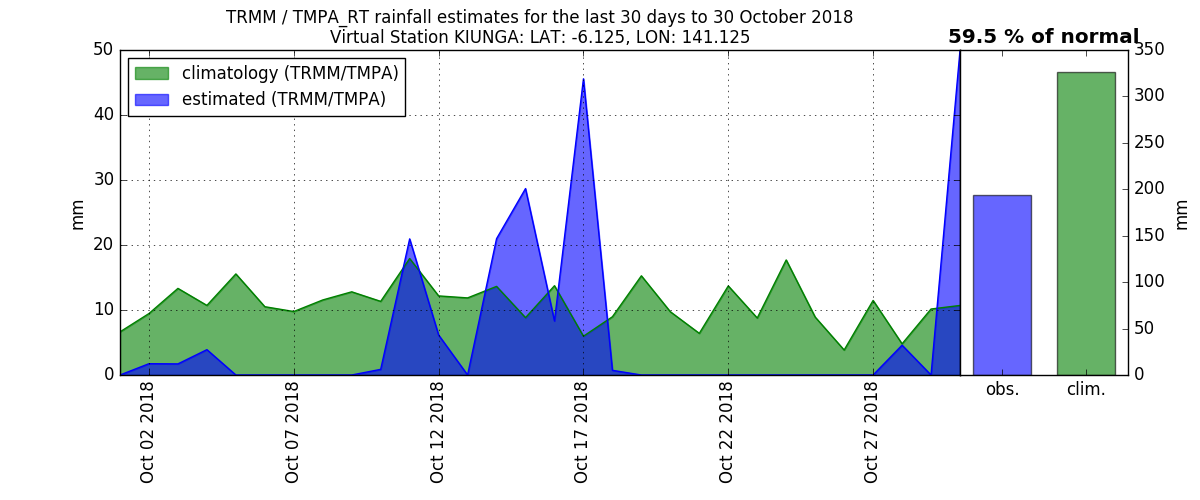 TRMM / TMPA_RT rainfall estimates for the last 30 days to 30 October 2018
Virtual Station KIUNGA: LAT: -6.125, LON: 141.125
59.5 % of normal
climatology (TRMM/TMPA)
estimated (TRMM/TMPA)
50
40
30
20
10
0
mm
Oct 02 2018
Oct 07 2018
Oct 12 2018
Oct 17 2018
Oct 22 2018
Oct 27 2018
350
300
250
200
150
100
50
0
mm
obs.
clim.